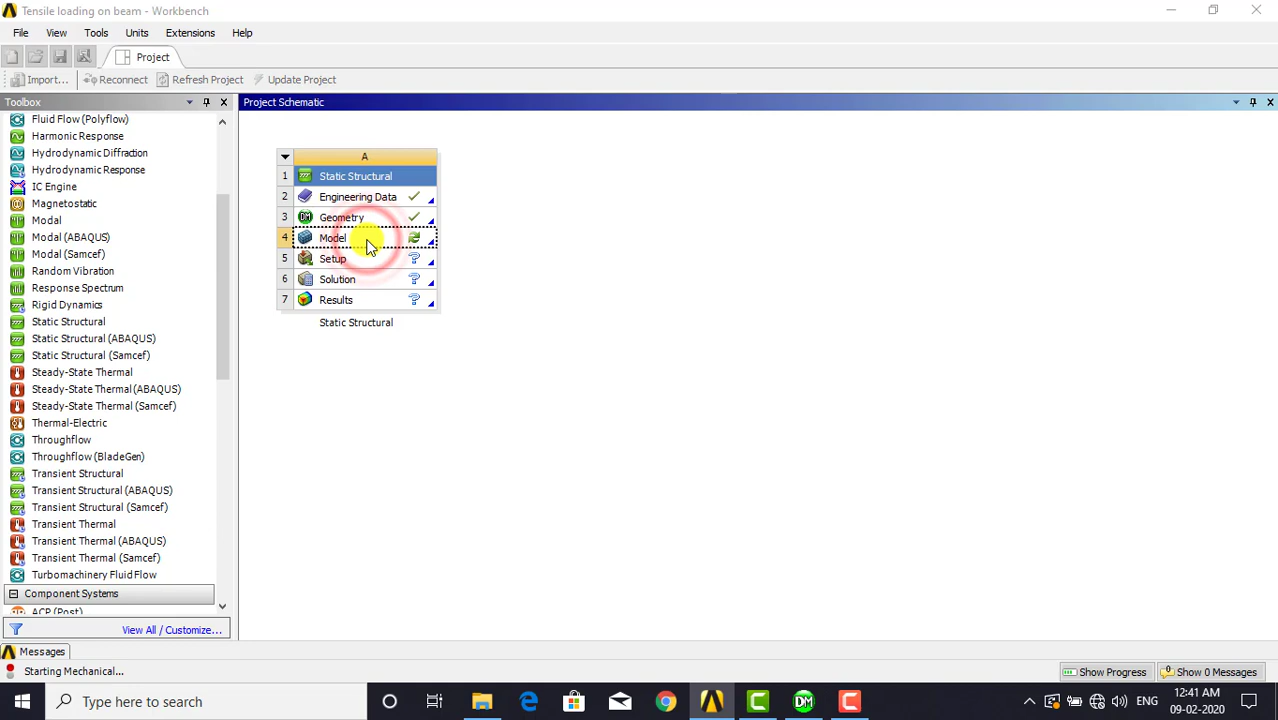 Tensile loading on beam - Workbench
File View Tools Units Extensions Help
Project
Import... Reconnect Refresh Project Update Project
Toolbox
Fluid Flow (Polyflow)
Harmonic Response
Hydrodynamic Diffraction
Hydrodynamic Response
IC Engine
Magnetostatic
Modal
Modal (ABAQUS)
Modal (Samcef)
Random Vibration
Response Spectrum
Rigid Dynamics
Static Structural
Static Structural (ABAQUS)
Static Structural (Samcef)
Steady-State Thermal
Steady-State Thermal (ABAQUS)
Steady-State Thermal (Samcef)
Thermal-Electric
Throughflow
Throughflow (BladeGen)
Transient Structural
Transient Structural (ABAQUS)
Transient Structural (Samcef)
Transient Thermal
Transient Thermal (ABAQUS)
Transient Thermal (Samcef)
Turbomachinery Fluid Flow
Component Systems
ACP (Post)
View All / Customize...
Project Schematic
A
1 Static Structural
2 Engineering Data
3 DM Geometry
4 Model
5 Setup ?
6 Solution ?
7 Results ?
Static Structural
Messages
Starting Mechanical...
Show Progress Show 0 Messages
Type here to search
DM
ENG
12:41 AM
09-02-2020